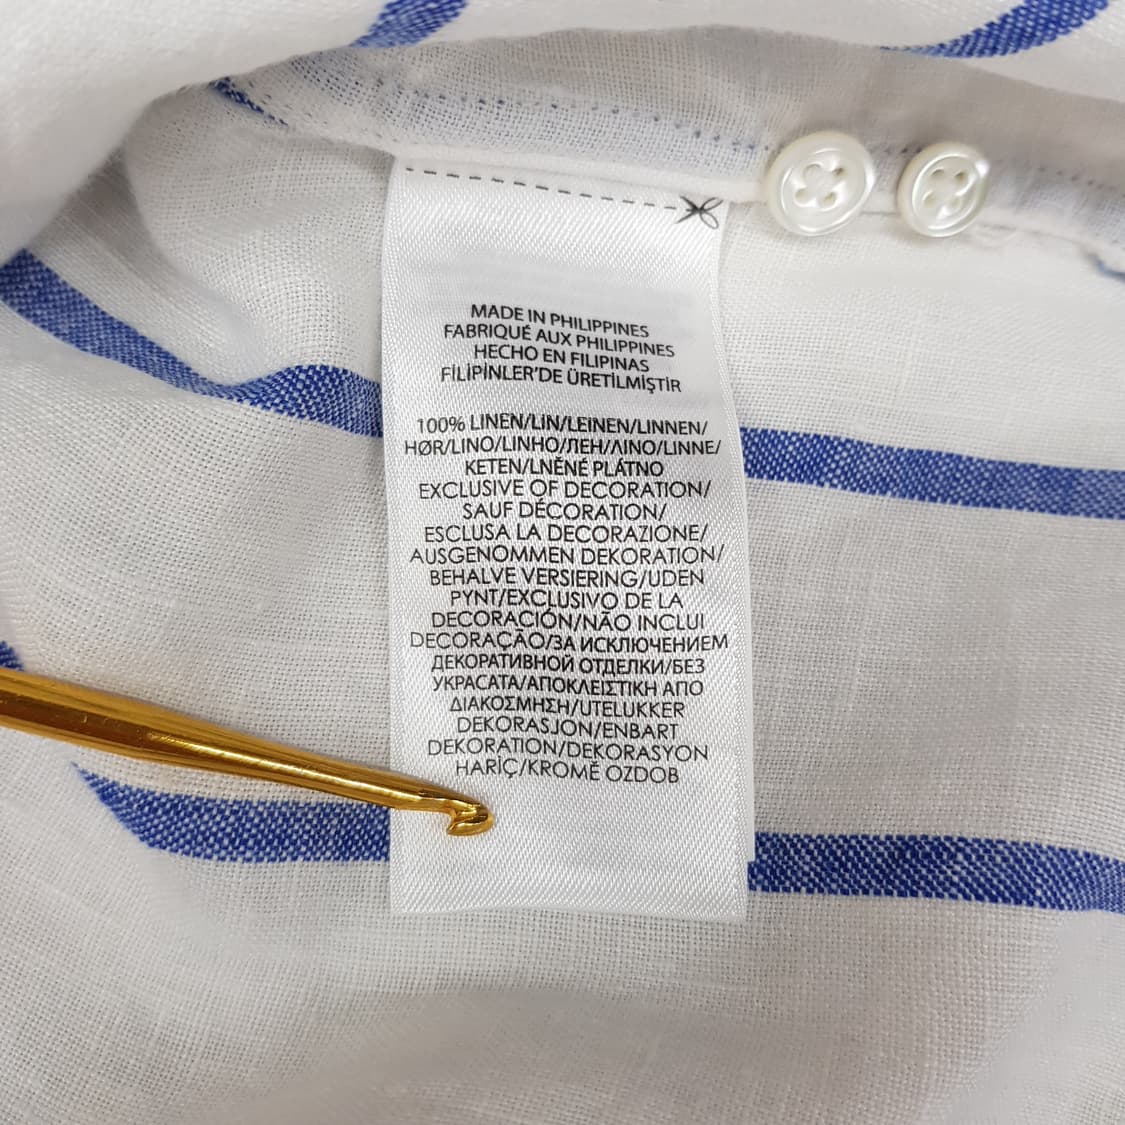 MADE IN PHILIPPINES
FABRIQUÉ AUX PHILIPPINES
HECHO EN FILIPINAS
FİLİPİNLER'DE ÜRETİLMİŞTİR
100% LINEN/LIN/LEINEN/LINNEN/
HØR/LINO/LINHO/ЛЕН/ΛΙΝΟ/LINNE/
KETEN/LNĚNÉ PLÁTNO
EXCLUSIVE OF DECORATION/
SAUF DÉCORATION/
ESCLUSA LA DECORAZIONE/
AUSGENOMMEN DEKORATION/
BEHALVE VERSIERING/UDEN
PYNT/EXCLUSIVO DE LA
DECORACIÓN/NÃO INCLUI
DECORAÇÃO/ЗА ИСКЛЮЧЕНИЕМ
ДЕКОРАТИВНОЙ ОТДЕЛКИ/БЕЗ
УКРАСАТА/ΑΠΟΚΛΕΙΣΤΙΚΗ ΑΠΟ
ΔΙΑΚΟΣΜΗΣΗ/UTELUKKER
DEKORASJON/ENBART
DEKORATION/DEKORASYON
HARİÇ/KROMĚ OZDOB